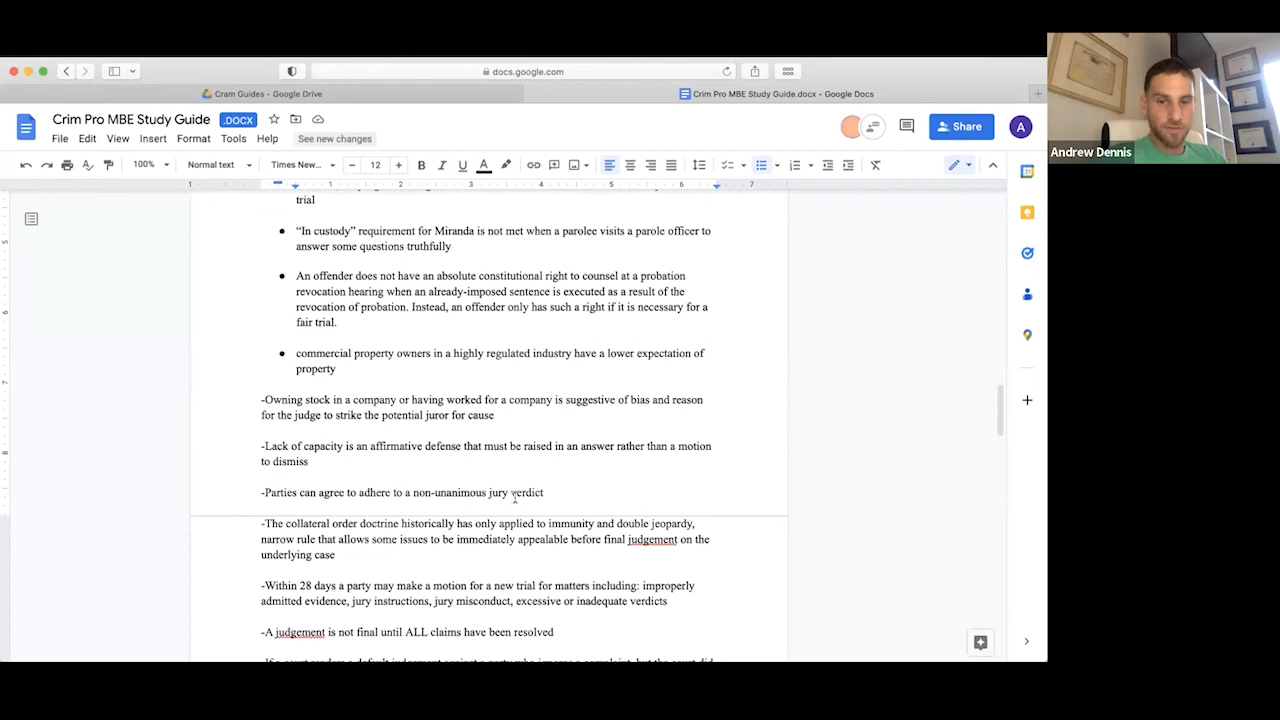 docs.google.com
Cram Guides - Google Drive
Crim Pro MBE Study Guide.docx - Google Docs
Crim Pro MBE Study Guide .DOCX
File Edit View Insert Format Tools Help See new changes
Share
A
100% Normal text Times New... 12 B I U A
1 1 2 3 4 5 6 7
trial
● “In custody” requirement for Miranda is not met when a parolee visits a parole officer to
answer some questions truthfully
● An offender does not have an absolute constitutional right to counsel at a probation
revocation hearing when an already-imposed sentence is executed as a result of the
revocation of probation. Instead, an offender only has such a right if it is necessary for a
fair trial.
● commercial property owners in a highly regulated industry have a lower expectation of
property
-Owning stock in a company or having worked for a company is suggestive of bias and reason
for the judge to strike the potential juror for cause
-Lack of capacity is an affirmative defense that must be raised in an answer rather than a motion
to dismiss
-Parties can agree to adhere to a non-unanimous jury verdict
-The collateral order doctrine historically has only applied to immunity and double jeopardy,
narrow rule that allows some issues to be immediately appealable before final judgement on the
underlying case
-Within 28 days a party may make a motion for a new trial for matters including: improperly
admitted evidence, jury instructions, jury misconduct, excessive or inadequate verdicts
-A judgement is not final until ALL claims have been resolved
Andrew Dennis